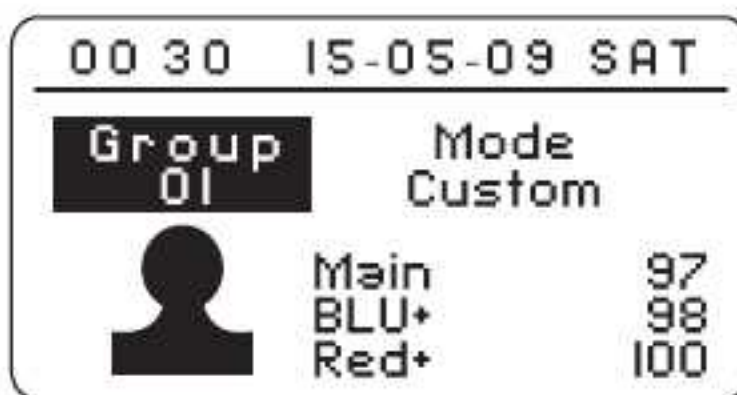 00 30 15-05-09 SAT
Group Mode
01 Custom
Main 97
BLU+ 98
Red+ 100